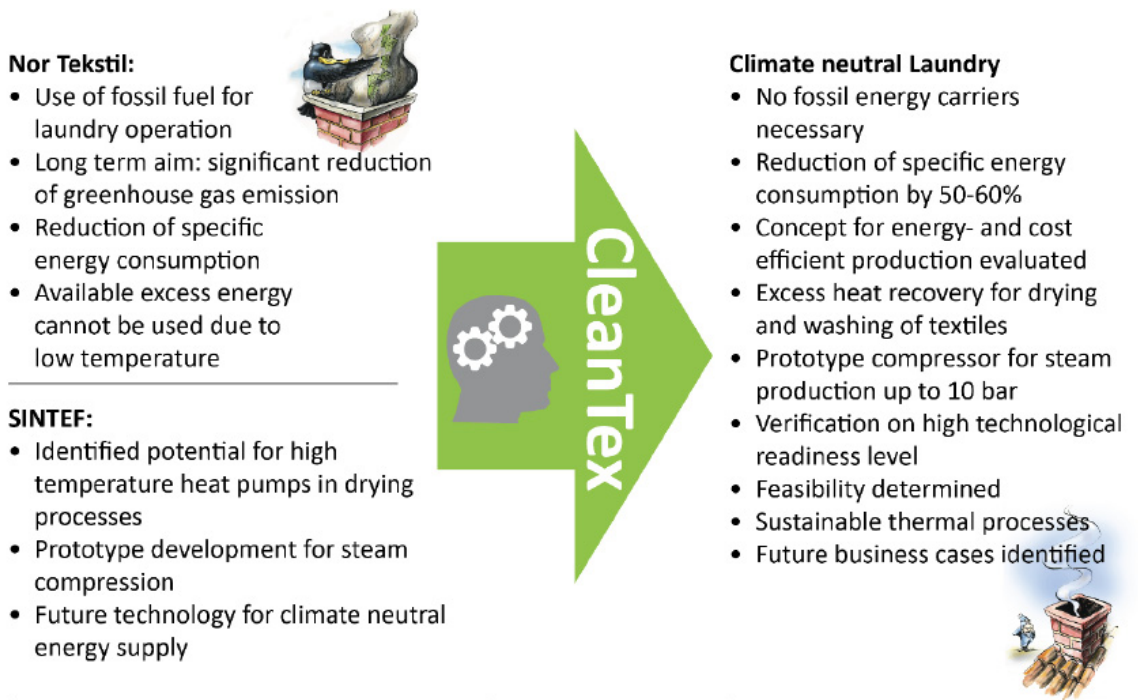 Nor Tekstil:
• Use of fossil fuel for
laundry operation
• Long term aim: significant reduction
of greenhouse gas emission
• Reduction of specific
energy consumption
• Available excess energy
cannot be used due to
low temperature
SINTEF:
• Identified potential for high
temperature heat pumps in drying
processes
• Prototype development for steam
compression
• Future technology for climate neutral
energy supply
CleanTex
Climate neutral Laundry
• No fossil energy carriers
necessary
• Reduction of specific energy
consumption by 50-60%
• Concept for energy- and cost
efficient production evaluated
• Excess heat recovery for drying
and washing of textiles
• Prototype compressor for steam
production up to 10 bar
• Verification on high technological
readiness level
• Feasibility determined
• Sustainable thermal processes
• Future business cases identified